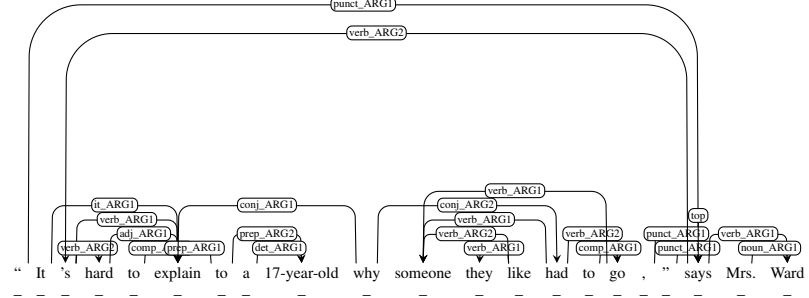 punct_ARG1
verb_ARG2
verb_ARG1
it_ARG1 conj_ARG1 conj_ARG2 top
verb_ARG1 verb_ARG1
adj_ARG1 prep_ARG2 verb_ARG2 verb_ARG2 punct_ARG1 verb_ARG1
verb_ARG2 comp_ prep_ARG1 det_ARG1 verb_ARG1 comp_ARG1 punct_ARG1 noun_ARG1
“ It ’s hard to explain to a 17-year-old why someone they like had to go , ” says Mrs. Ward